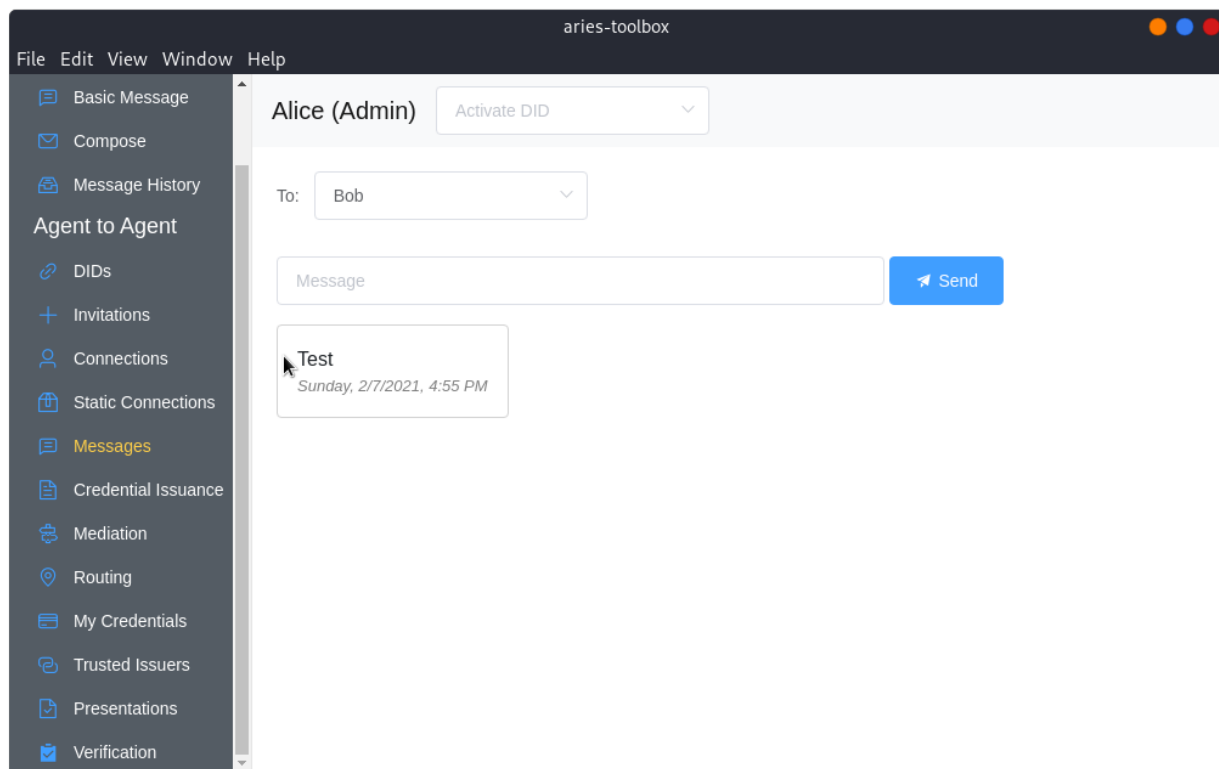 aries-toolbox
File Edit View Window Help
Basic Message
Compose
Message History
Agent to Agent
DIDs
Invitations
Connections
Static Connections
Messages
Credential Issuance
Mediation
Routing
My Credentials
Trusted Issuers
Presentations
Verification
Alice (Admin) Activate DID
To: Bob
Message Send
Test
Sunday, 2/7/2021, 4:55 PM